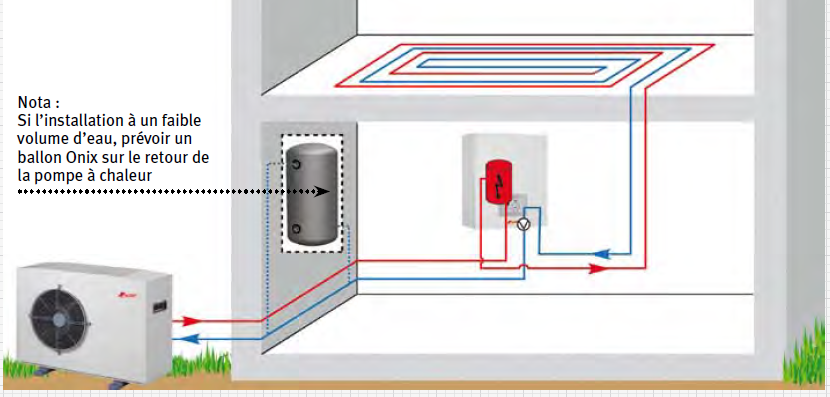 Nota :
Si l'installation à un faible
volume d'eau, prévoir un
ballon Onix sur le retour de
la pompe à chaleur